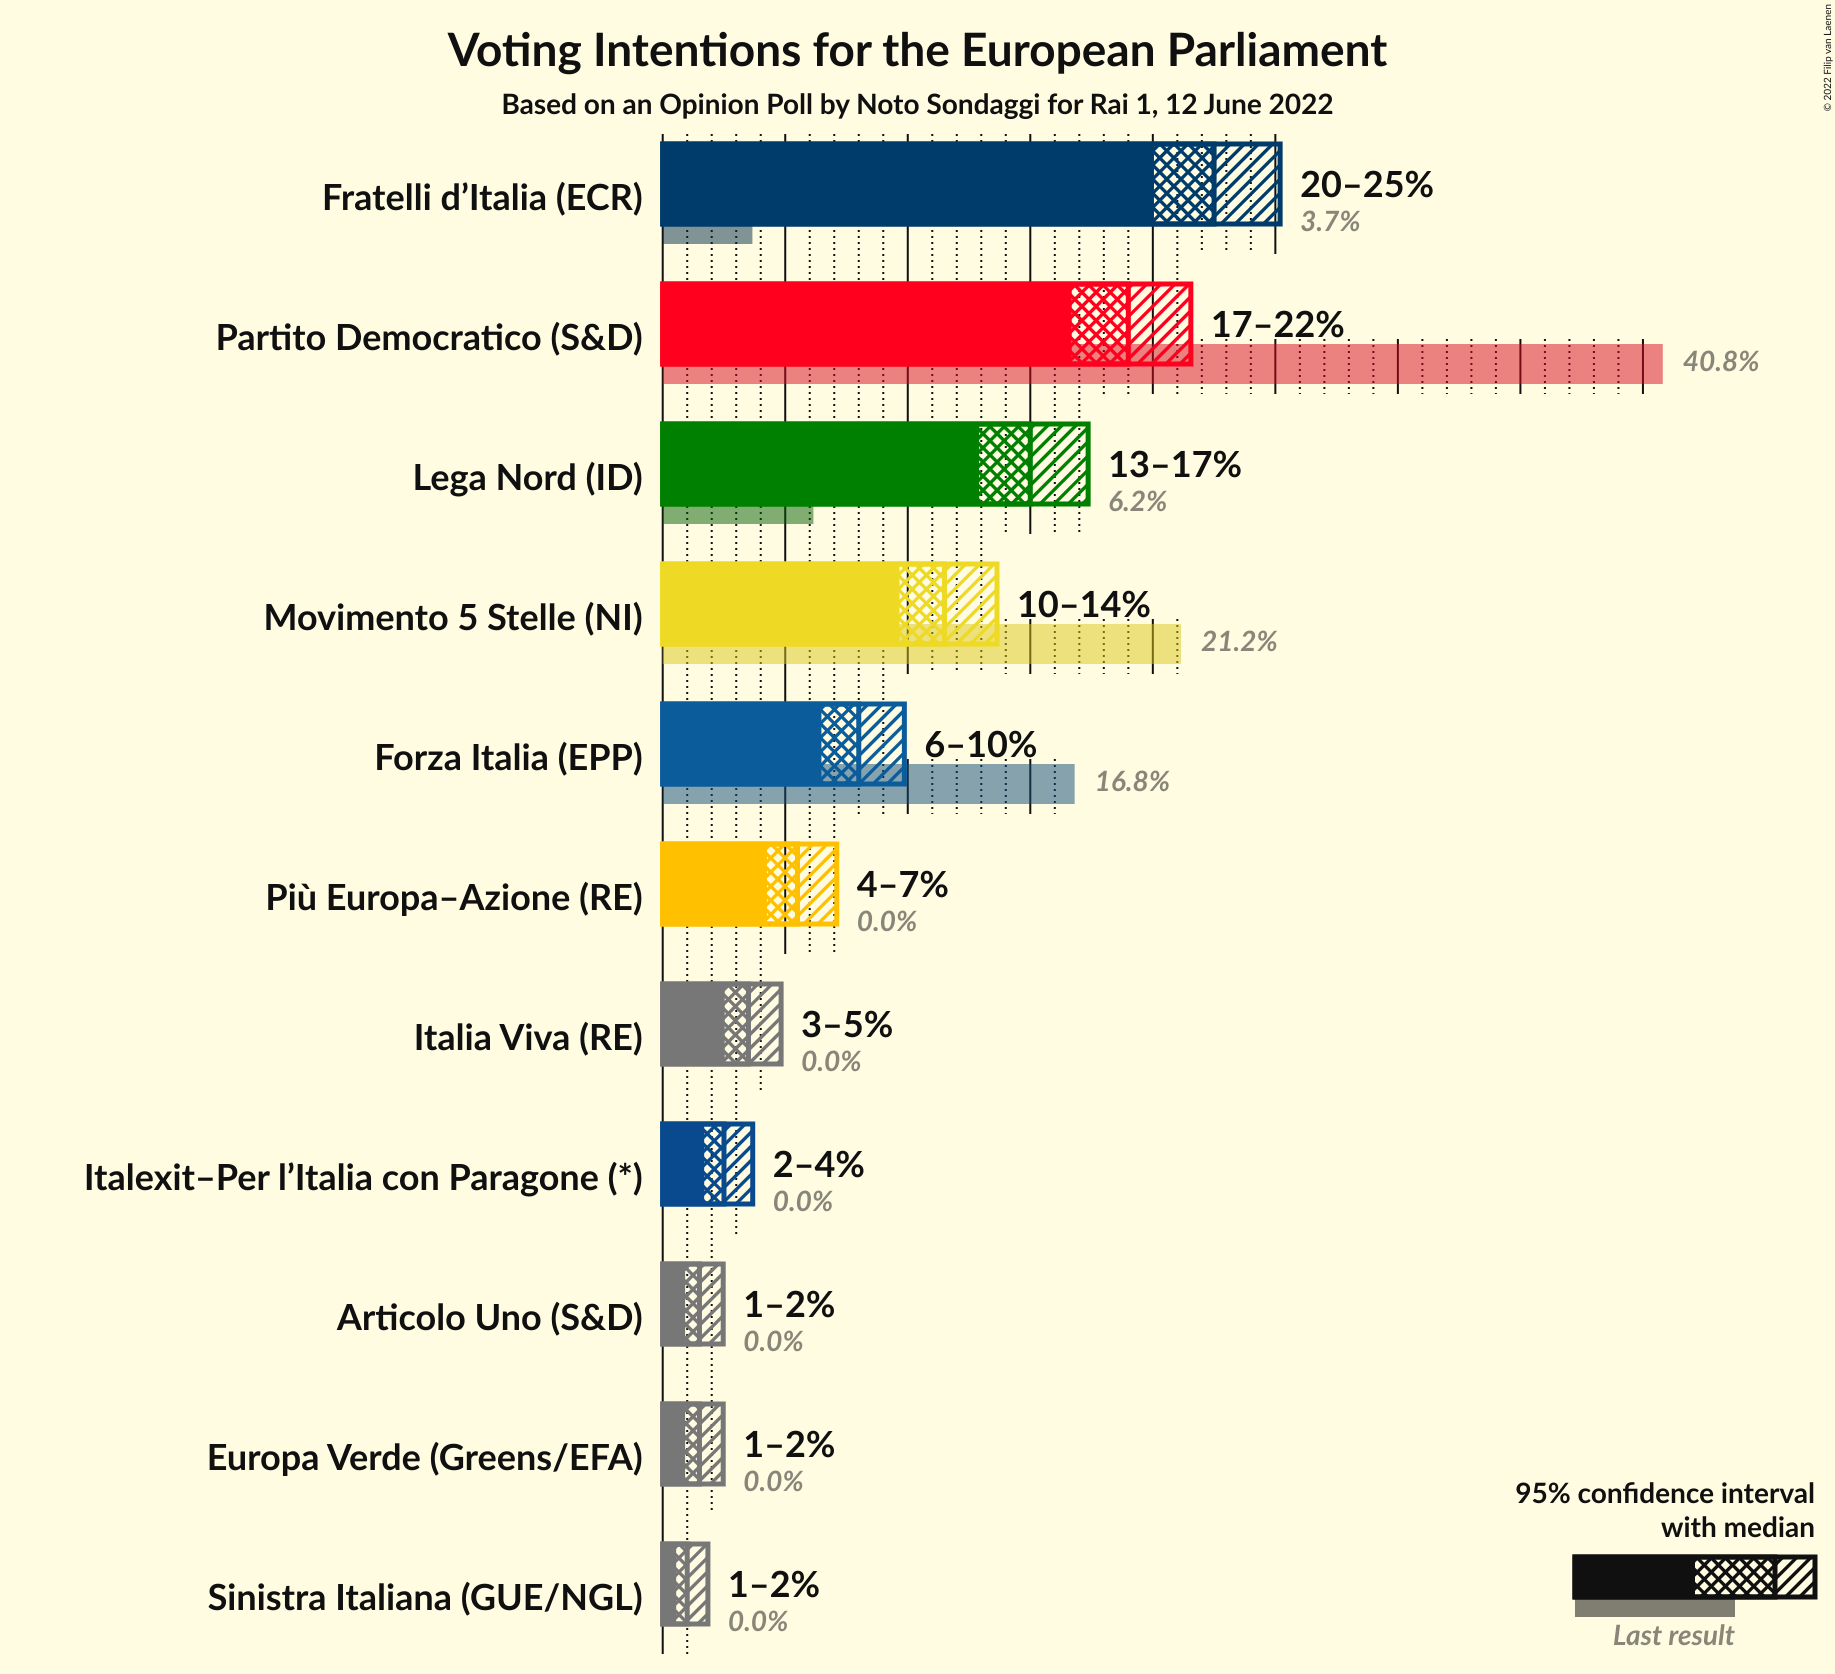 Voting Intentions for the European Parliament
Based on an Opinion Poll by Noto Sondaggi for Rai 1, 12 June 2022
© 2022 Filip van Laenen
Fratelli d’Italia (ECR)
20–25%
3.7%
Partito Democratico (S&D)
17–22%
40.8%
Lega Nord (ID)
13–17%
6.2%
Movimento 5 Stelle (NI)
10–14%
21.2%
Forza Italia (EPP)
6–10%
16.8%
Più Europa–Azione (RE)
4–7%
0.0%
Italia Viva (RE)
3–5%
0.0%
Italexit–Per l’Italia con Paragone (*)
2–4%
0.0%
Articolo Uno (S&D)
1–2%
0.0%
Europa Verde (Greens/EFA)
1–2%
0.0%
Sinistra Italiana (GUE/NGL)
1–2%
0.0%
95% confidence interval
with median
Last result